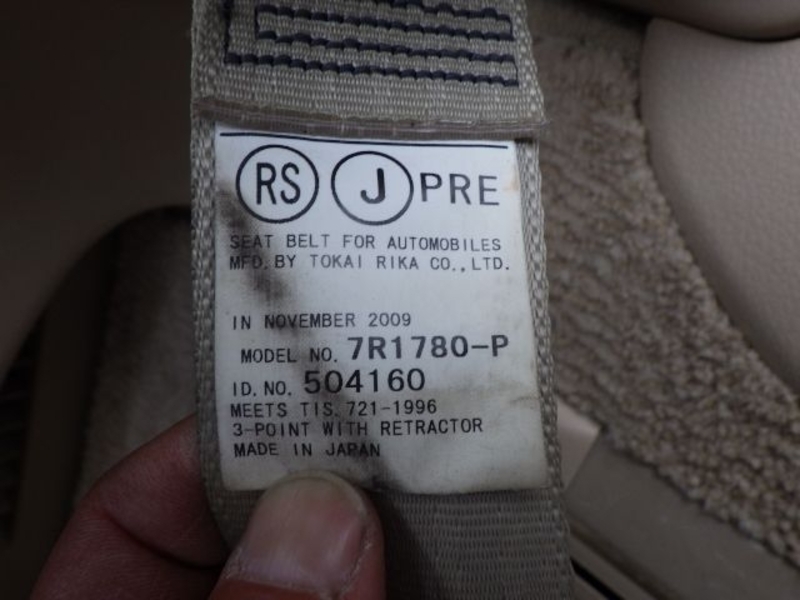 RS J PRE
SEAT BELT FOR AUTOMOBILES
MFD. BY TOKAI RIKA CO., LTD.
IN NOVEMBER 2009
MODEL NO. 7R1780-P
ID. NO. 504160
MEETS TIS. 721-1996
3-POINT WITH RETRACTOR
MADE IN JAPAN